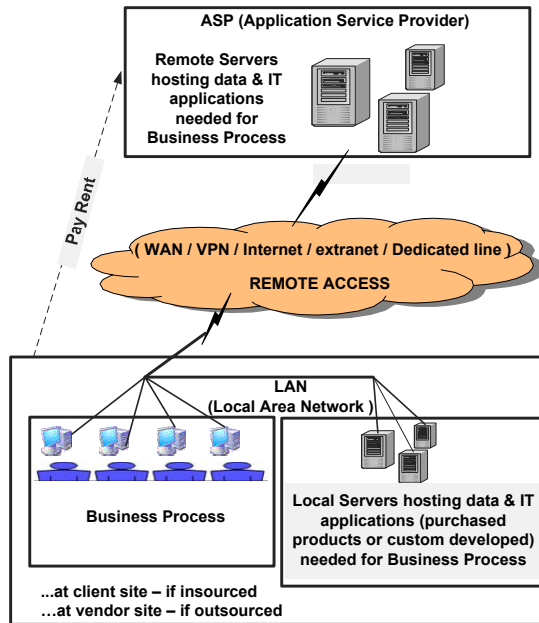 ASP (Application Service Provider)
Remote Servers
hosting data & IT
applications
needed for
Business Process
Pay Rent
( WAN / VPN / Internet / extranet / Dedicated line )
REMOTE ACCESS
LAN
(Local Area Network )
Business Process
Local Servers hosting data & IT
applications (purchased
products or custom developed)
needed for Business Process
...at client site – if insourced
…at vendor site – if outsourced